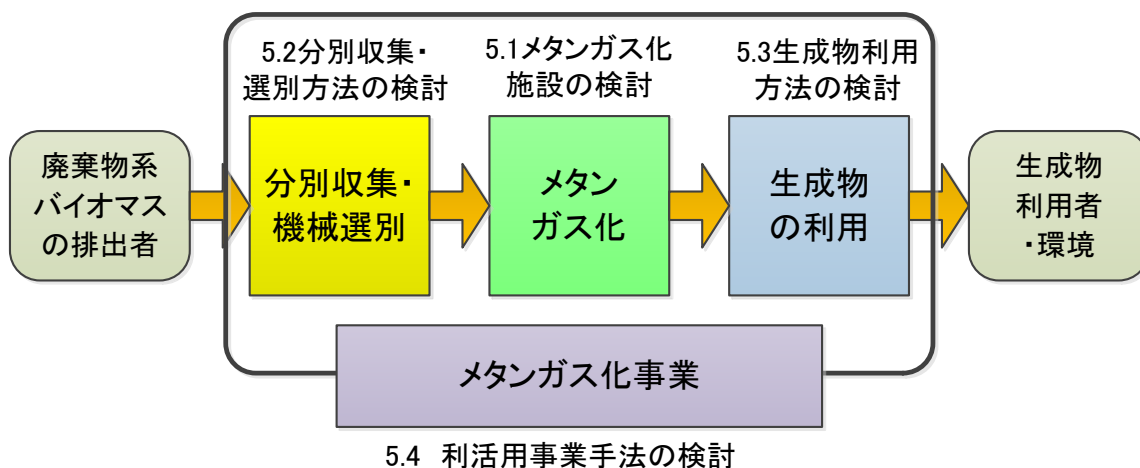 5.2分別収集・
選別方法の検討
5.1メタンガス化
施設の検討
5.3生成物利用
方法の検討
廃棄物系
バイオマス
の排出者
分別収集・
機械選別
メタン
ガス化
生成物
の利用
生成物
利用者
・環境
メタンガス化事業
5.4 利活用事業手法の検討